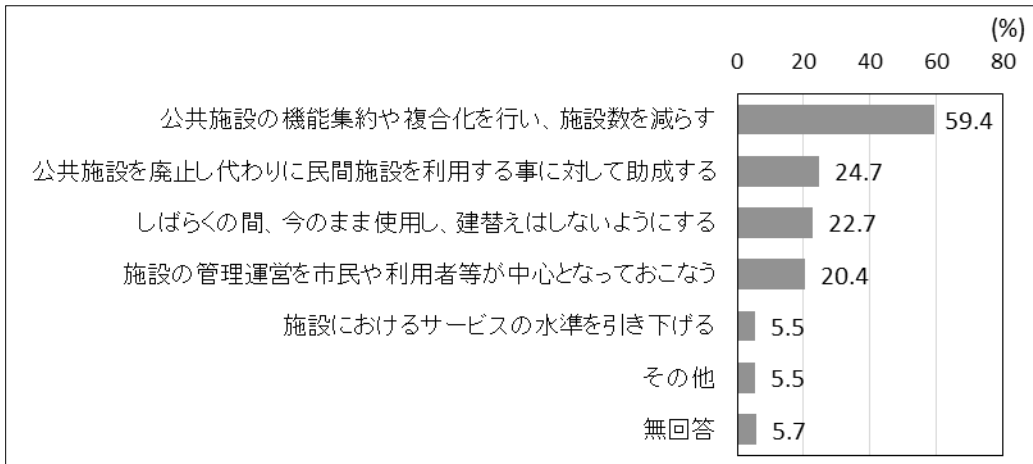 (%)
0 20 40 60 80
公共施設の機能集約や複合化を行い、施設数を減らす 59.4
公共施設を廃止し代わりに民間施設を利用する事に対して助成する 24.7
しばらくの間、今のまま使用し、建替えはしないようにする 22.7
施設の管理運営を市民や利用者等が中心となっておこなう 20.4
施設におけるサービスの水準を引き下げる 5.5
その他 5.5
無回答 5.7